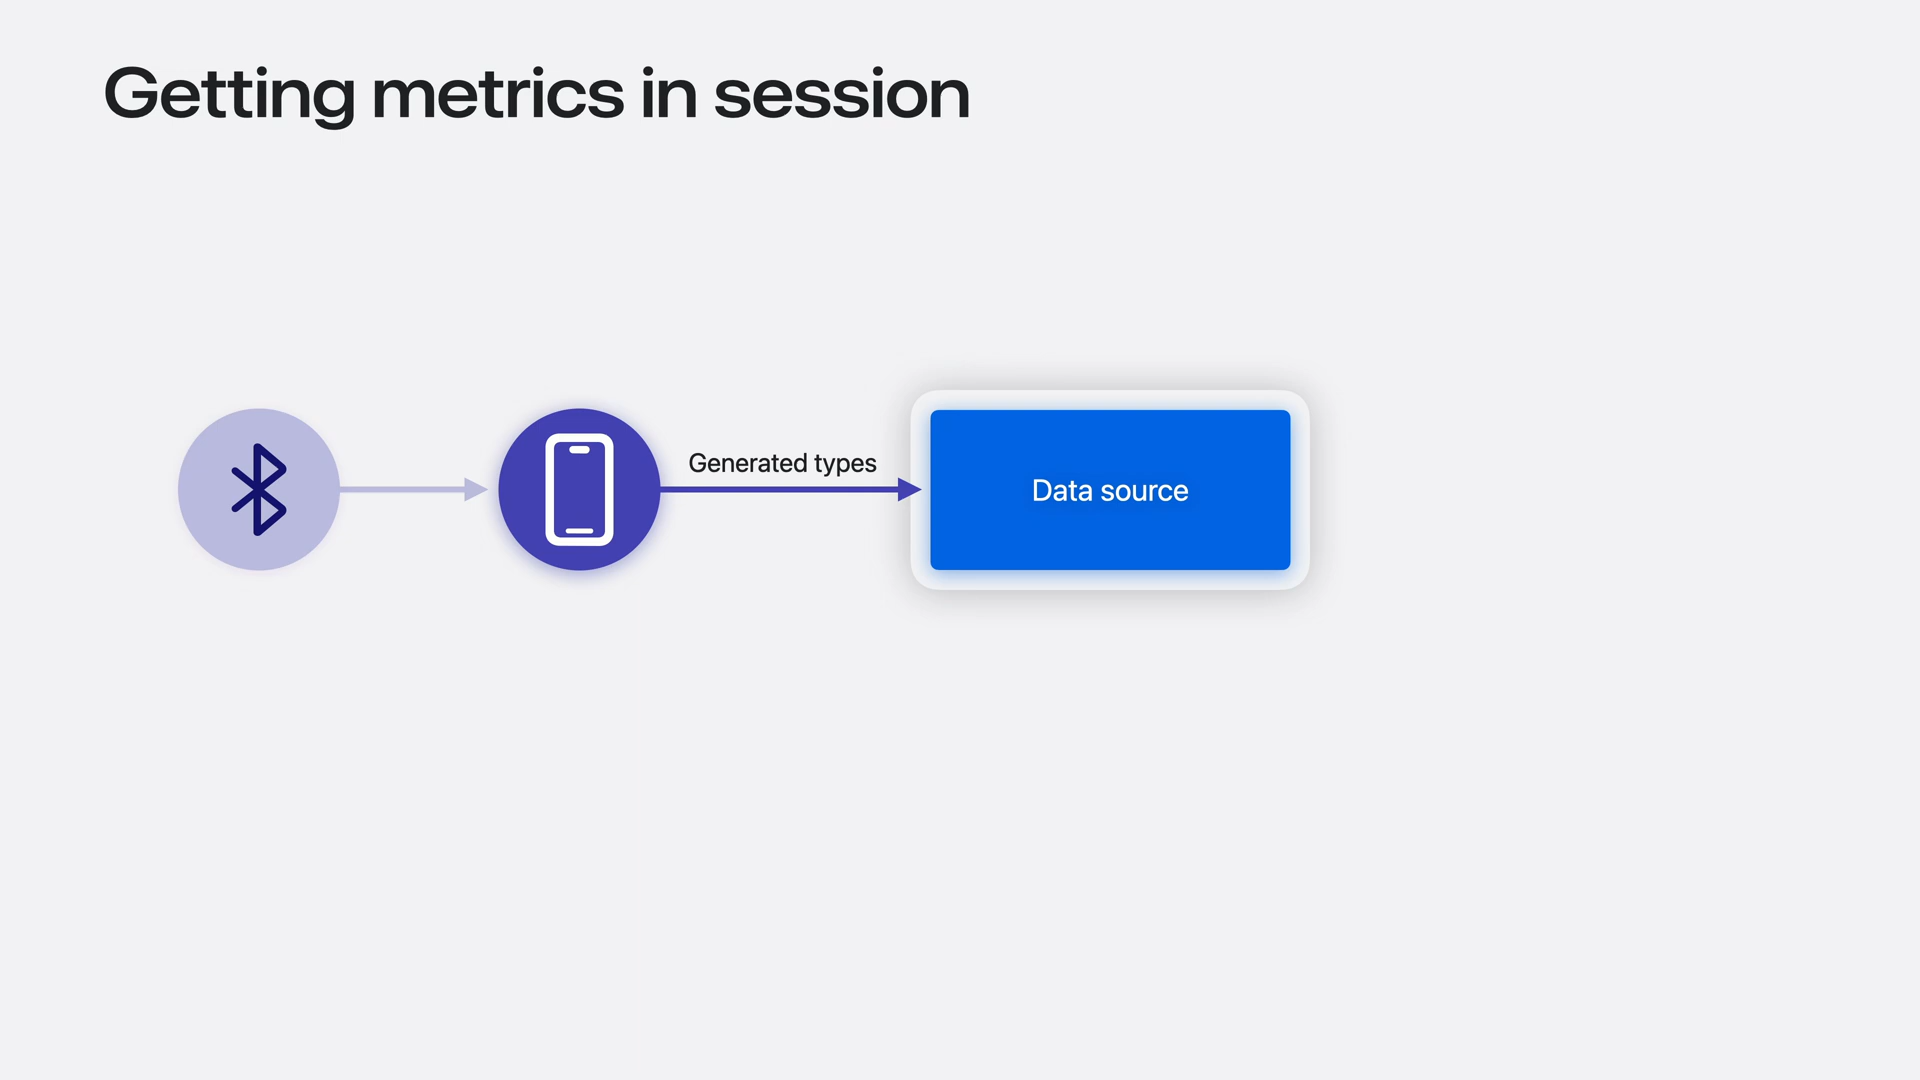 Getting metrics in session
Generated types
Data source